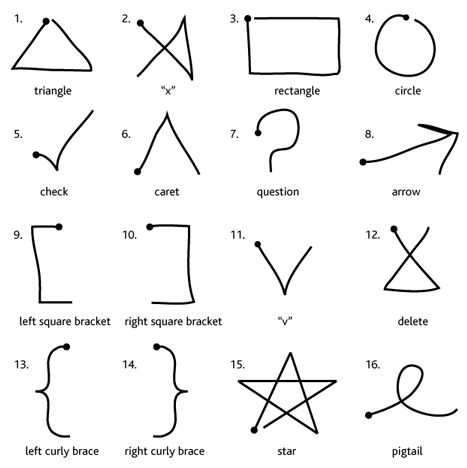 1. 2. 3. 4.
triangle “x” rectangle circle
5. 6. 7. 8.
check caret question arrow
9. 10. 11. 12.
left square bracket right square bracket “v” delete
13. 14. 15. 16.
left curly brace right curly brace star pigtail